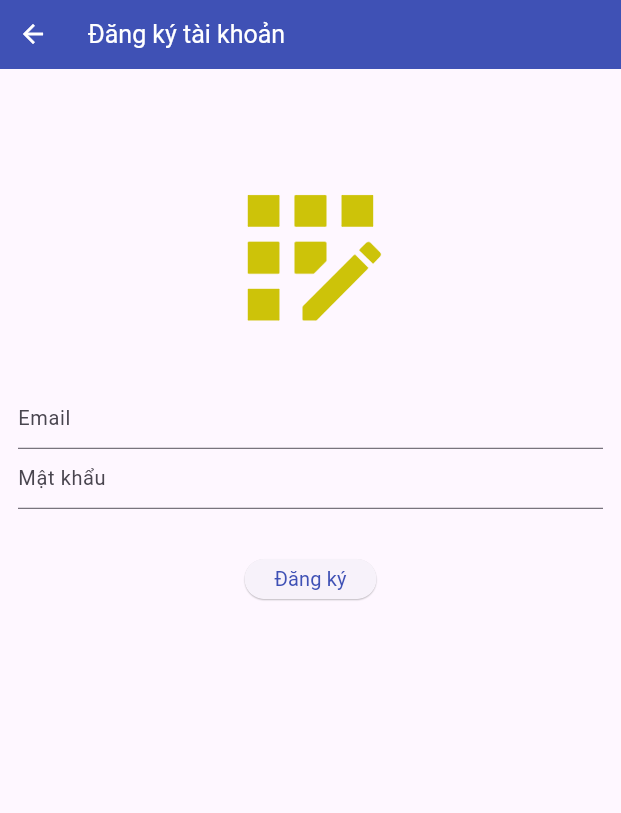 Đăng ký tài khoản
Email
Mật khẩu
Đăng ký